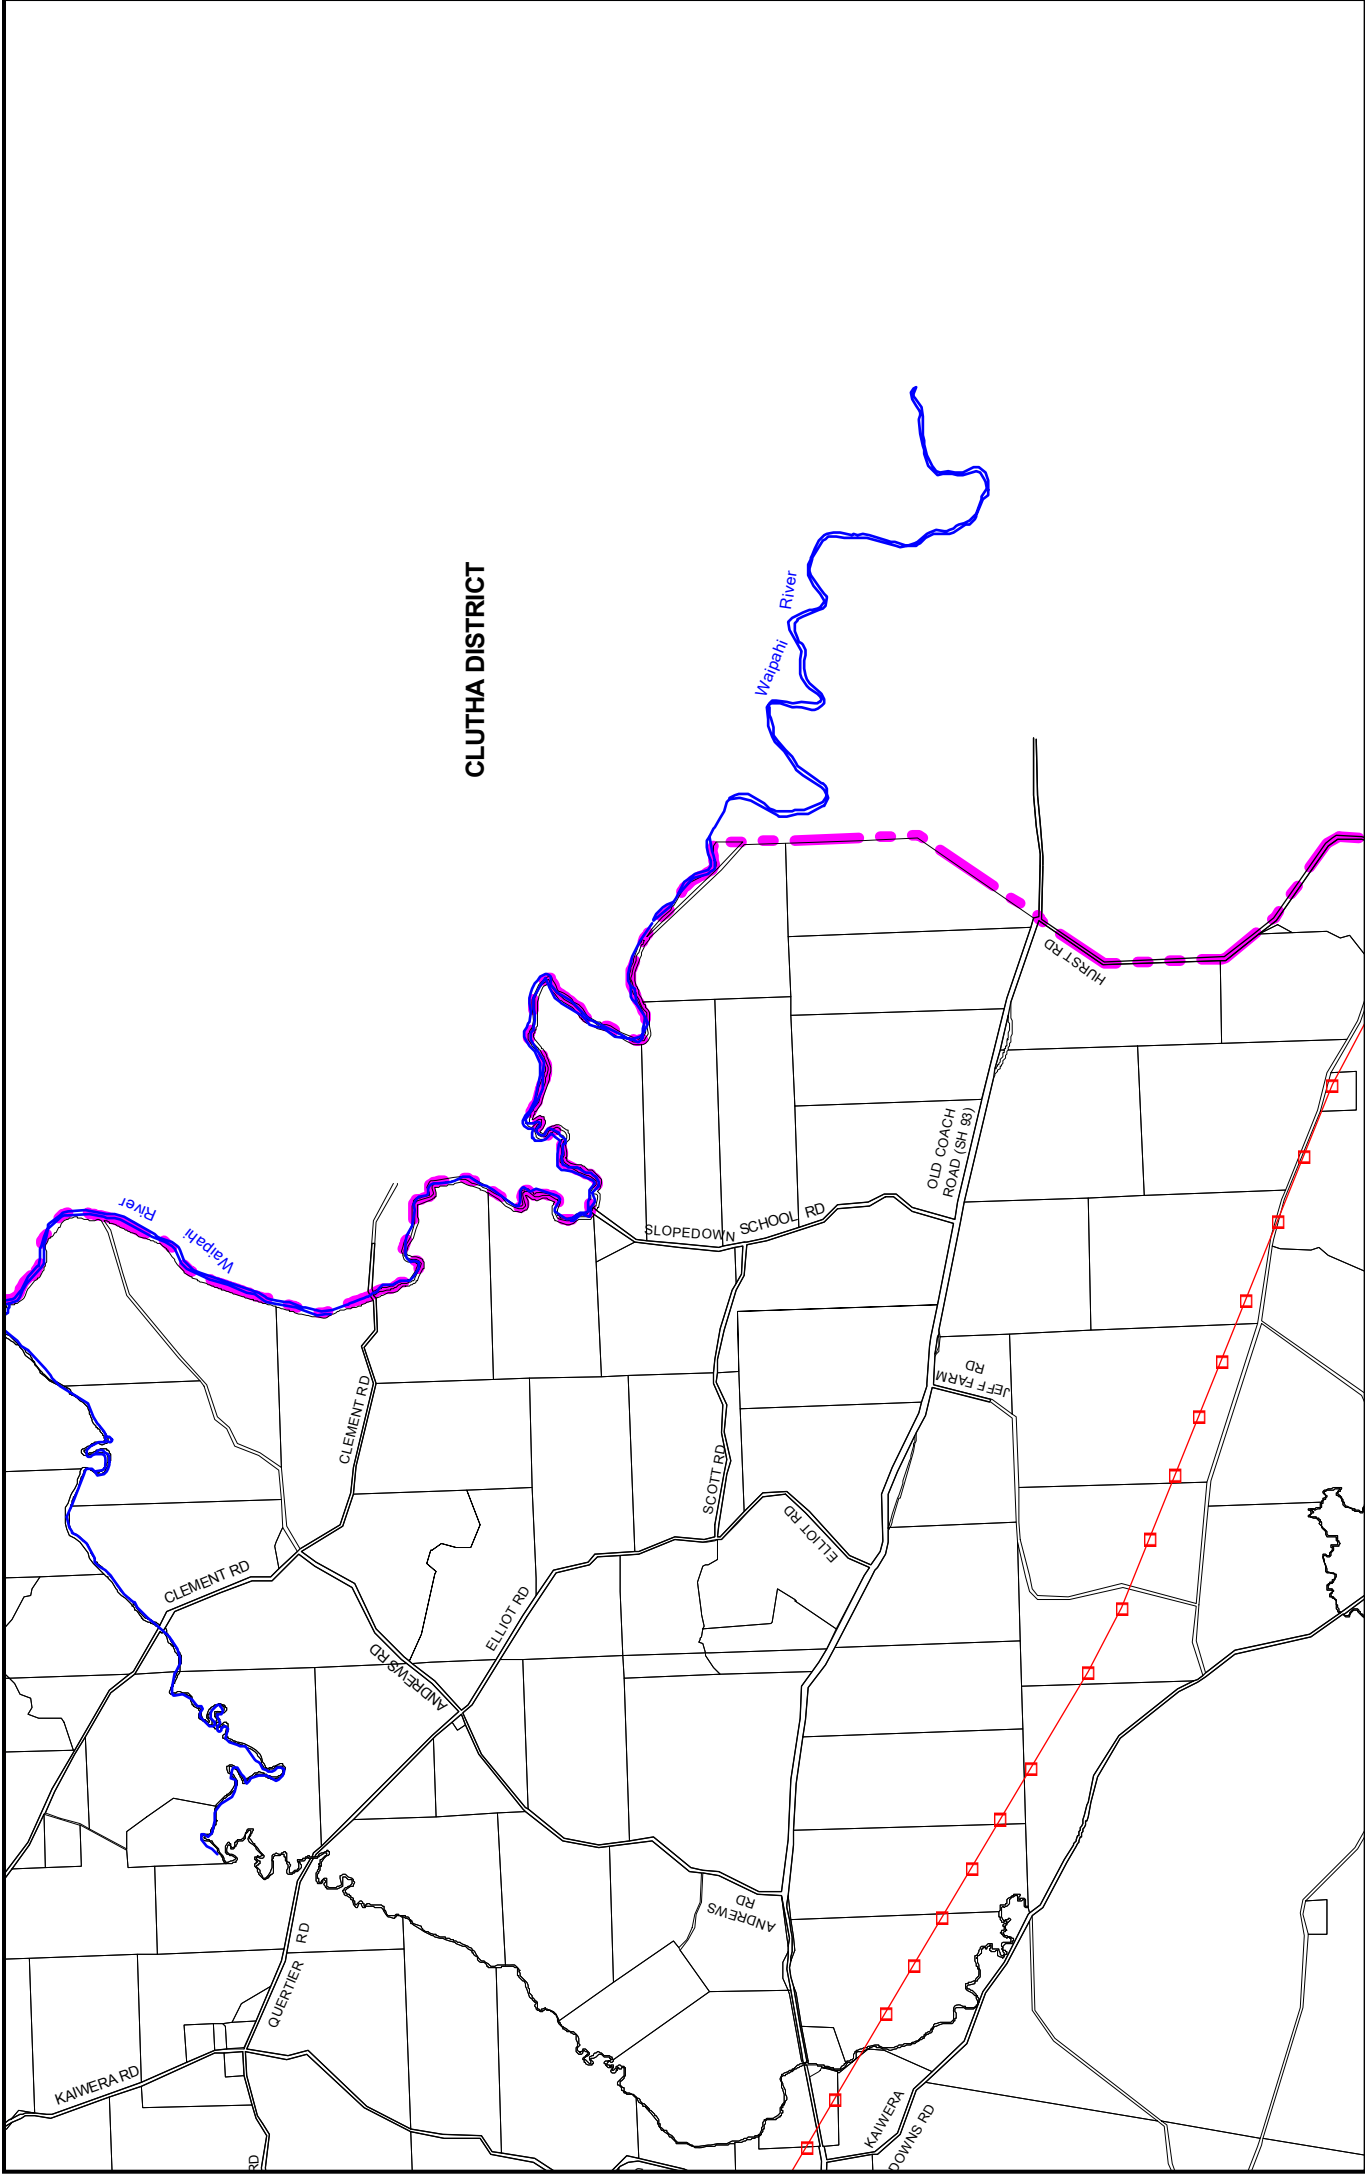 CLUTHA DISTRICT
Waipahi River
Waipahi River
HURST RD
OLD COACH
ROAD (SH 93)
SLOPEDOWN SCHOOL RD
JEFF FARM
RD
CLEMENT RD
SCOTT RD
ELLIOT RD
CLEMENT RD
ELLIOT RD
ANDREWS RD
ANDREWS
RD
QUERTIER RD
KAIWERA RD
KAIWERA
DOWNS RD
RD